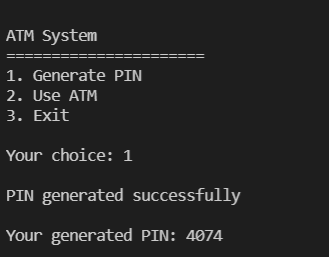 ATM System
======================
1. Generate PIN
2. Use ATM
3. Exit
Your choice: 1
PIN generated successfully
Your generated PIN: 4074